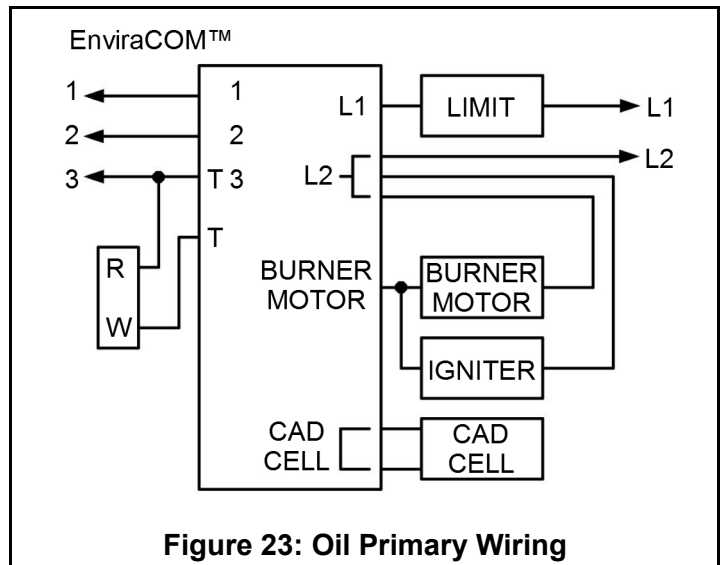 EnviraCOM™
1
1
L1
LIMIT
L1
2
2
L2
L2
3
T 3
T
R
W
BURNER
MOTOR
BURNER
MOTOR
IGNITER
CAD
CELL
CAD
CELL
Figure 23: Oil Primary Wiring